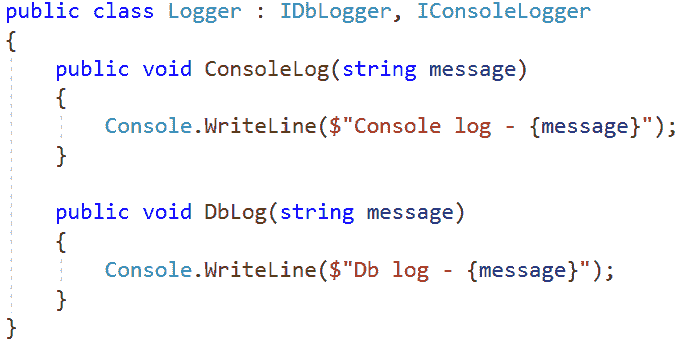 public class Logger : IDbLogger, IConsoleLogger
{
    public void ConsoleLog(string message)
    {
        Console.WriteLine($"Console log - {message}");
    }

    public void DbLog(string message)
    {
        Console.WriteLine($"Db log - {message}");
    }
}